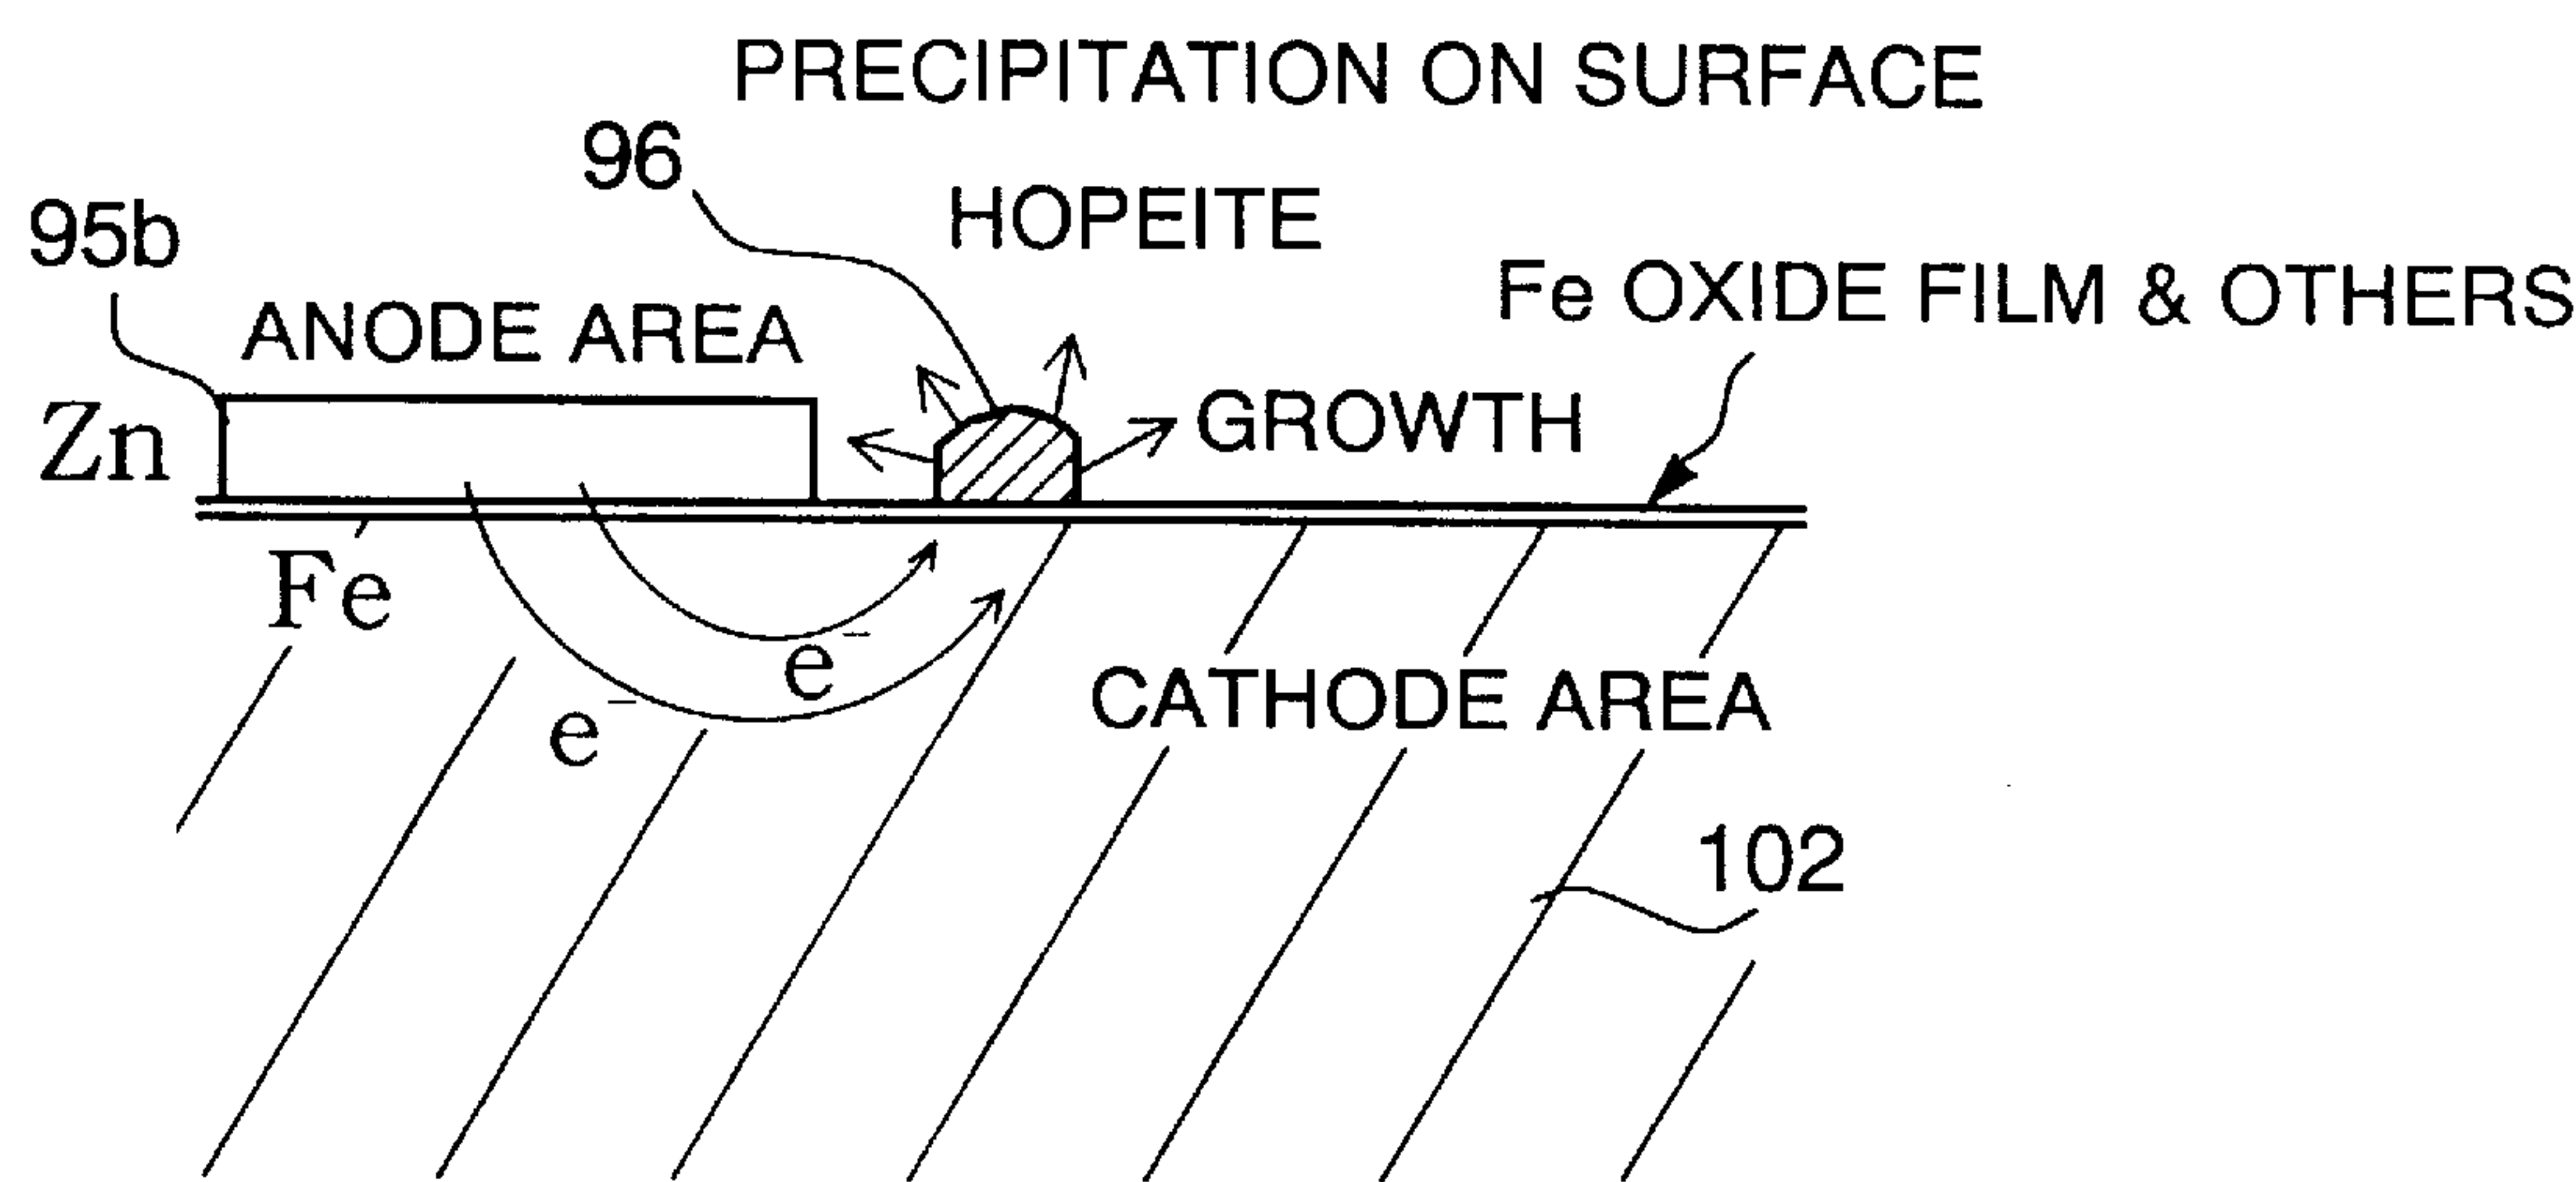 PRECIPITATION ON SURFACE
96
HOPEITE
95b
Fe OXIDE FILM & OTHERS
ANODE AREA
Zn
GROWTH
Fe
e⁻
CATHODE AREA
e⁻
102